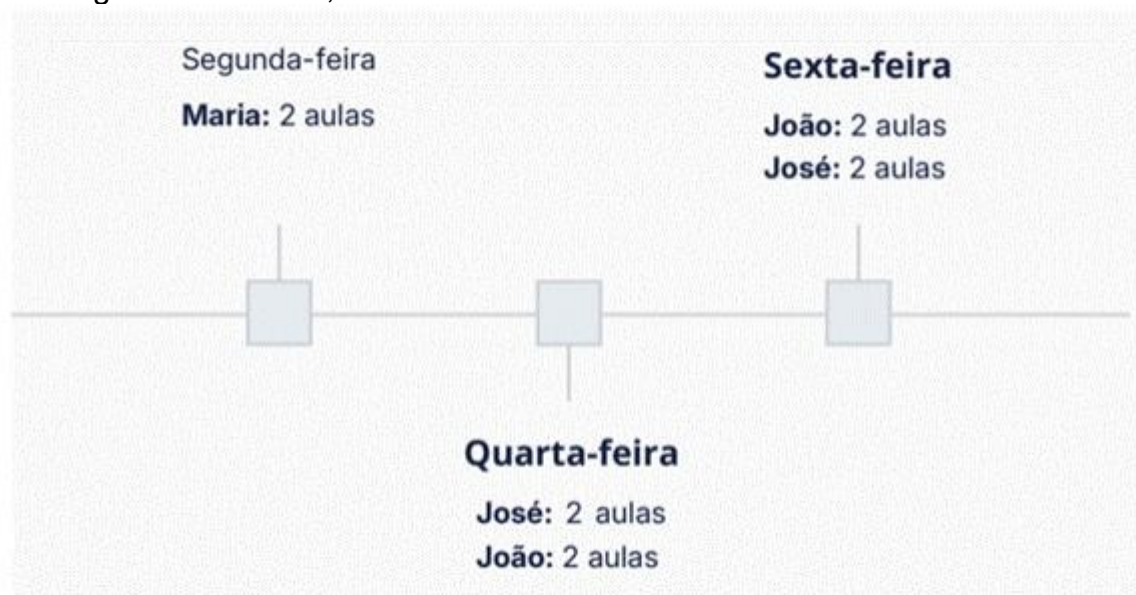 Segunda-feira
Maria: 2 aulas
Sexta-feira
João: 2 aulas
José: 2 aulas
Quarta-feira
José: 2 aulas
João: 2 aulas